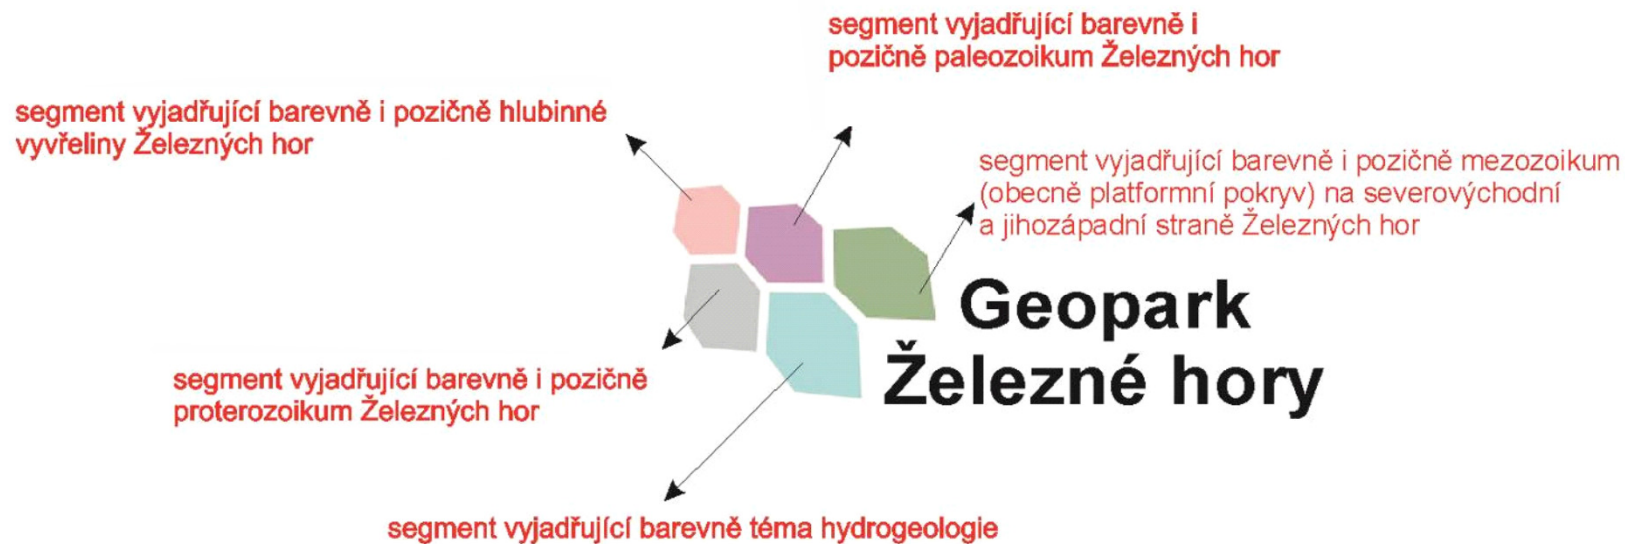 segment vyjadřující barevně i
pozičně paleozoikum Železných hor
segment vyjadřující barevně i pozičně hlubinné
vyvřeliny Železných hor
segment vyjadřující barevně i pozičně mezozoikum
(obecně platformní pokryv) na severovýchodní
a jihozápadní straně Železných hor
Geopark
Železné hory
segment vyjadřující barevně i pozičně
proterozoikum Železných hor
segment vyjadřující barevně téma hydrogeologie